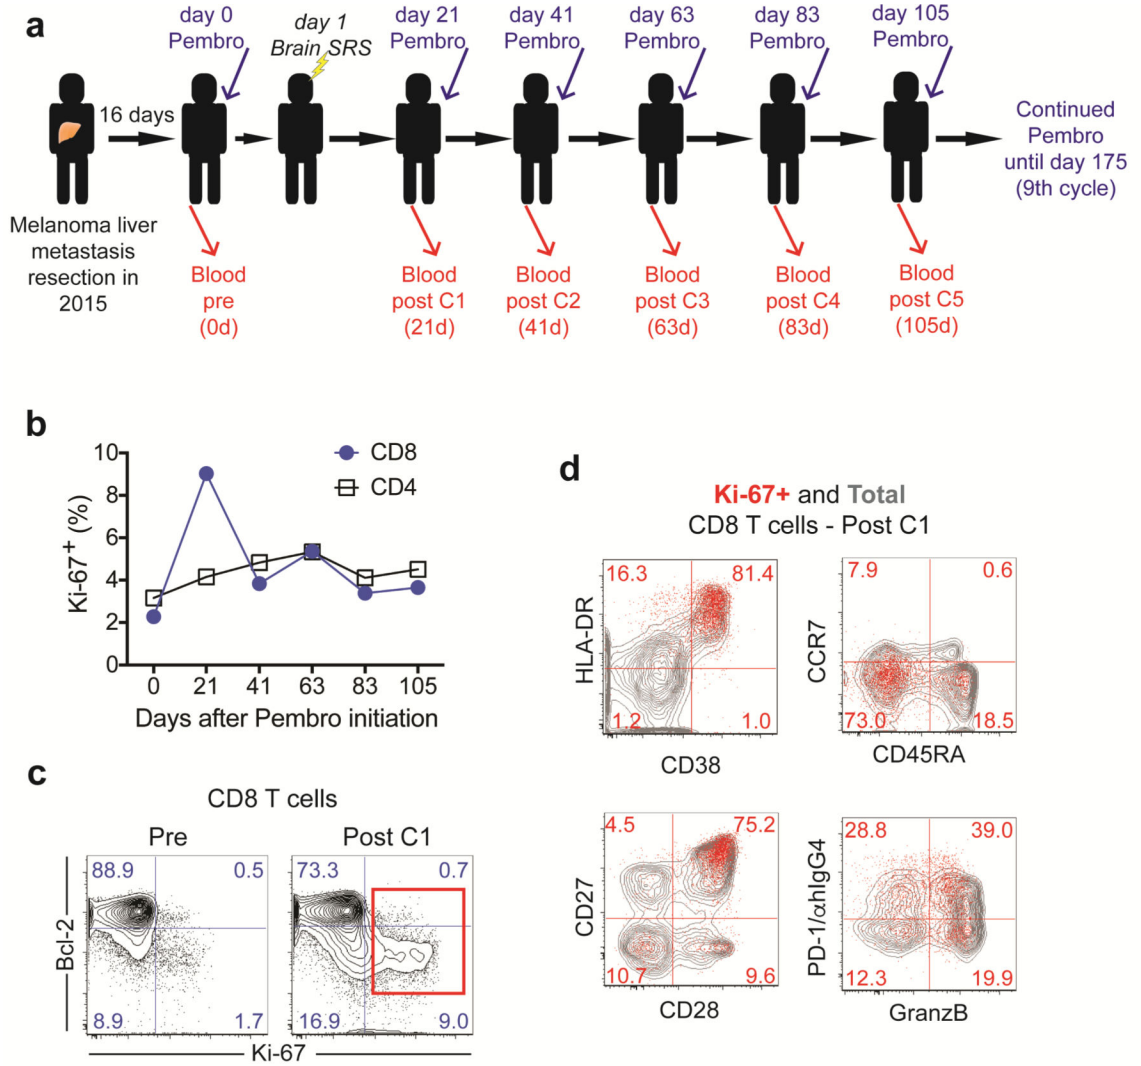 a
day 0
Pembro
day 1
Brain SRS
day 21
Pembro
day 41
Pembro
day 63
Pembro
day 83
Pembro
day 105
Pembro
16 days
Continued
Pembro
until day 175
(9th cycle)
Melanoma liver
metastasis
resection in
2015
Blood
pre
(0d)
Blood
post C1
(21d)
Blood
post C2
(41d)
Blood
post C3
(63d)
Blood
post C4
(83d)
Blood
post C5
(105d)
b
Ki-67+ (%)
10
8
6
4
2
0
CD8
CD4
0 21 41 63 83 105
Days after Pembro initiation
c
CD8 T cells
Pre
Post C1
88.9 0.5
8.9 1.7
73.3 0.7
16.9 9.0
Bcl-2
Ki-67
d
Ki-67+ and Total
CD8 T cells - Post C1
16.3 81.4
1.2 1.0
HLA-DR
CD38
7.9 0.6
73.0 18.5
CCR7
CD45RA
4.5 75.2
10.7 9.6
CD27
CD28
28.8 39.0
12.3 19.9
PD-1/αhIgG4
GranzB